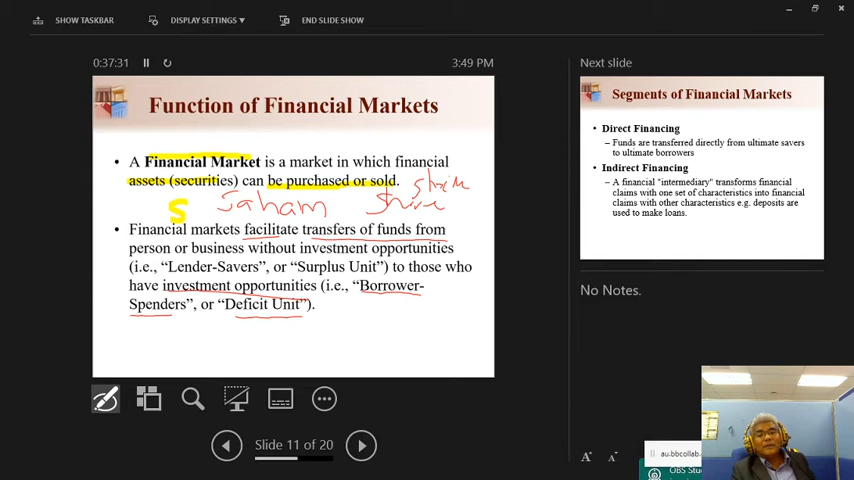 SHOW TASKBAR
DISPLAY SETTINGS
END SLIDE SHOW
0:37:31
3:49 PM
Function of Financial Markets
• A Financial Market is a market in which financial
assets (securities) can be purchased or sold.
S Saham
• Financial markets facilitate transfers of funds from
person or business without investment opportunities
(i.e., “Lender-Savers”, or “Surplus Unit”) to those who
have investment opportunities (i.e., “Borrower-
Spenders”, or “Deficit Unit”).
Slide 11 of 20
Next slide
Segments of Financial Markets
• Direct Financing
– Funds are transferred directly from ultimate savers
to ultimate borrowers
• Indirect Financing
– A financial "intermediary" transforms financial
claims with one set of characteristics into financial
claims with other characteristics e.g. deposits are
used to make loans.
No Notes.
A A
au.bbcollab.
OBS Stu